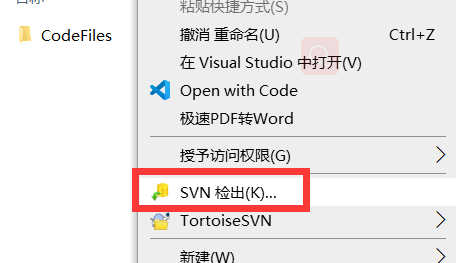 粘贴快捷方式(S)
CodeFiles
撤消 重命名(U) Ctrl+Z
在 Visual Studio 中打开(V)
Open with Code
极速PDF转Word
授予访问权限(G)
SVN 检出(K)...
TortoiseSVN
新建(W)